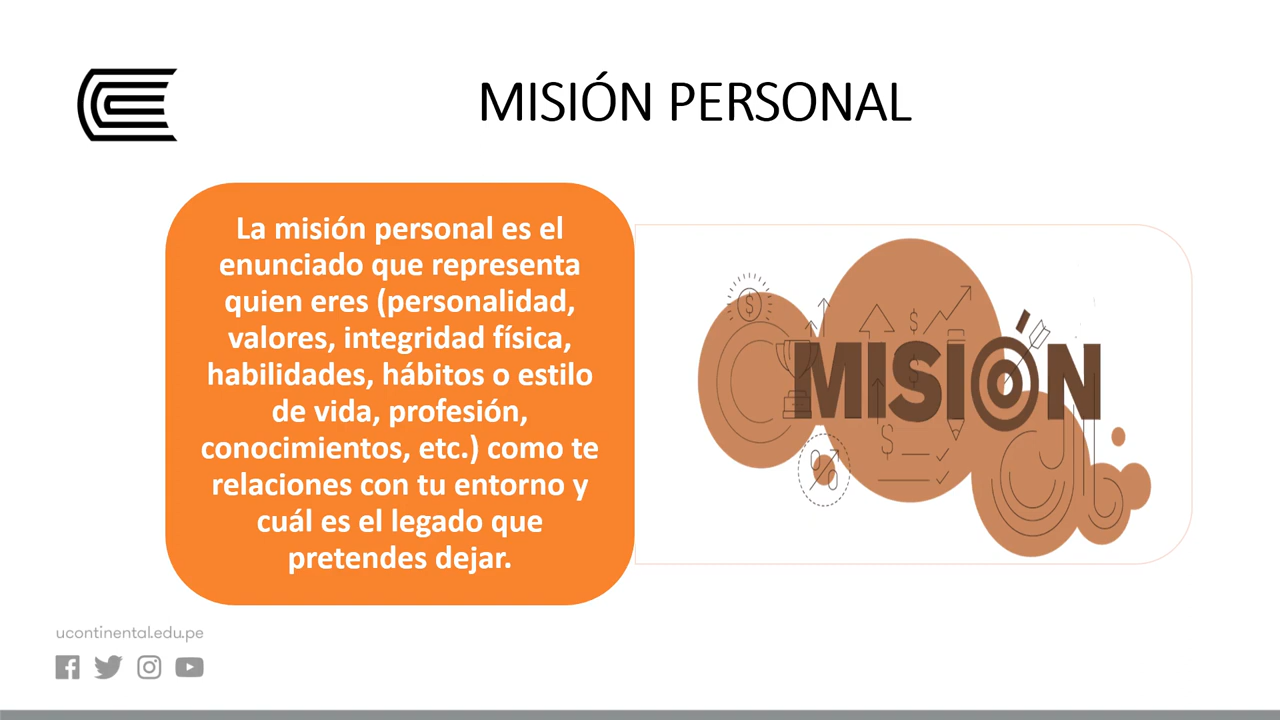 MISIÓN PERSONAL
La misión personal es el
enunciado que representa
quien eres (personalidad,
valores, integridad física,
habilidades, hábitos o estilo
de vida, profesión,
conocimientos, etc.) como te
relaciones con tu entorno y
cuál es el legado que
pretendes dejar.
MISIÓN
ucontinental.edu.pe